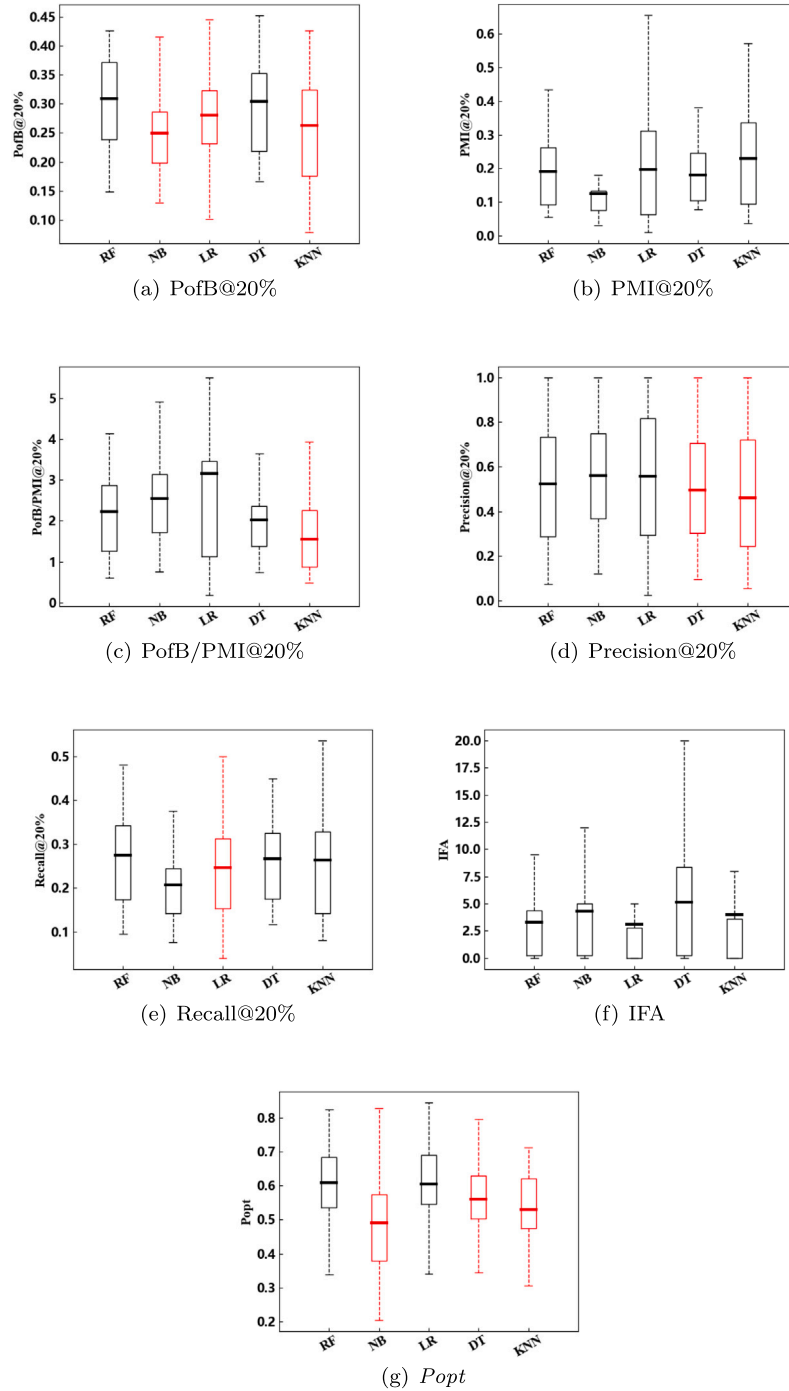 0.45
0.40
0.35
0.30
0.25
0.20
0.15
0.10
PofB@20%
RF NB LR DT KNN
(a) PofB@20%
0.6
0.5
0.4
0.3
0.2
0.1
0.0
PMI@20%
RF NB LR DT KNN
(b) PMI@20%
5
4
3
2
1
0
PofB/PMI@20%
RF NB LR DT KNN
(c) PofB/PMI@20%
1.0
0.8
0.6
0.4
0.2
0.0
Precision@20%
RF NB LR DT KNN
(d) Precision@20%
0.5
0.4
0.3
0.2
0.1
Recall@20%
RF NB LR DT KNN
(e) Recall@20%
20.0
17.5
15.0
12.5
10.0
7.5
5.0
2.5
0.0
IFA
RF NB LR DT KNN
(f) IFA
0.8
0.7
0.6
0.5
0.4
0.3
0.2
Popt
RF NB LR DT KNN
(g) Popt